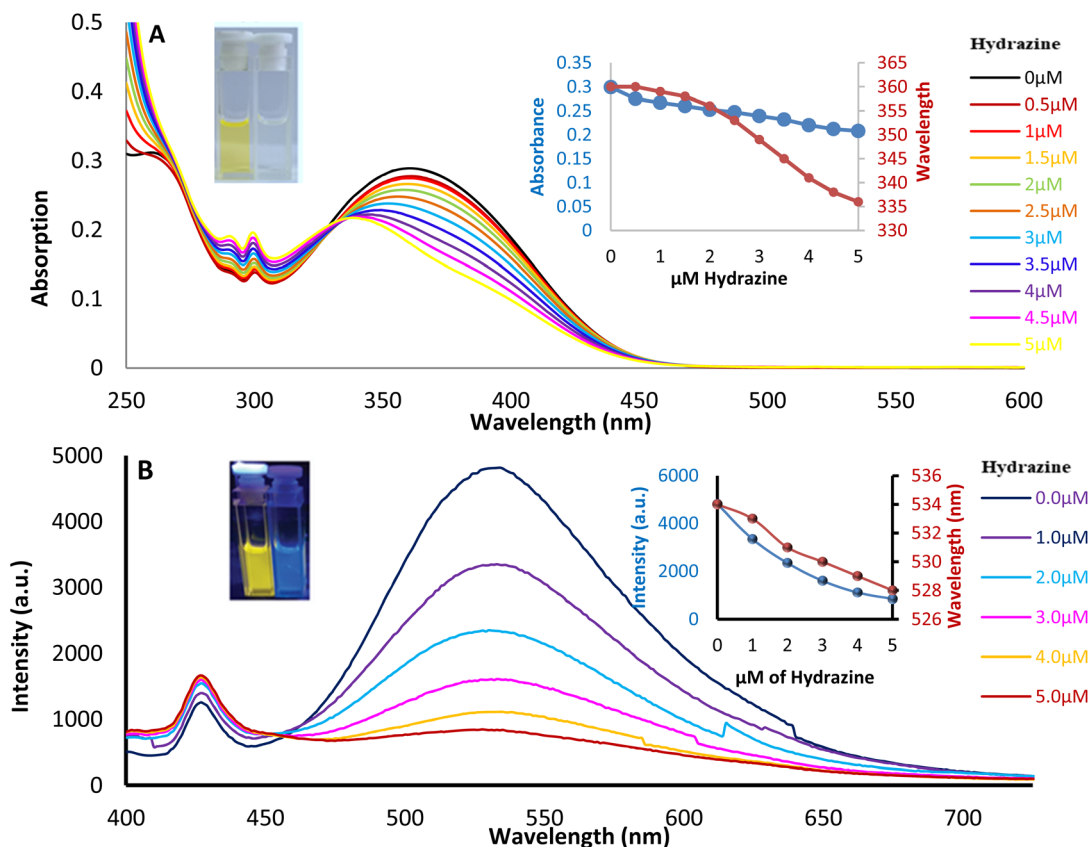 A
0.5
0.4
0.3
0.2
0.1
0
Absorption
250 300 350 400 450 500 550 600
Wavelength (nm)
0.35
0.3
0.25
0.2
0.15
0.1
0.05
0
Absorbance
365
360
355
350
345
340
335
330
Wavelength
0 1 2 3 4 5
μM Hydrazine
Hydrazine
0μM
0.5μM
1μM
1.5μM
2μM
2.5μM
3μM
3.5μM
4μM
4.5μM
5μM
B
5000
4000
3000
2000
1000
0
Intensity (a.u.)
400 450 500 550 600 650 700
Wavelength (nm)
6000
4000
2000
0
Intensity (a.u.)
536
534
532
530
528
526
Wavelength (nm)
0 1 2 3 4 5
μM of Hydrazine
Hydrazine
0.0μM
1.0μM
2.0μM
3.0μM
4.0μM
5.0μM